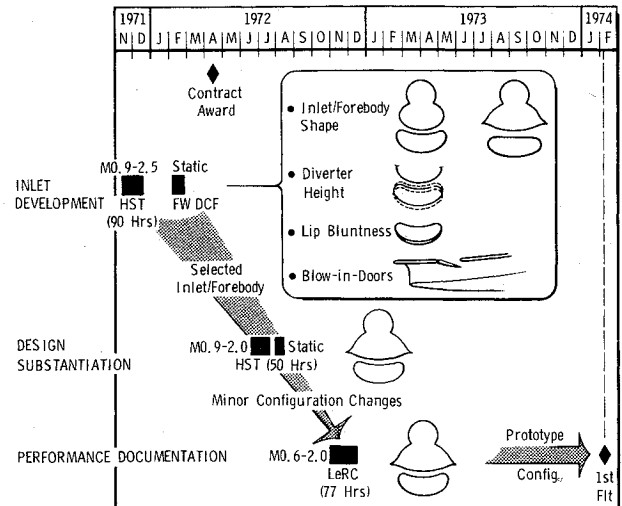 1971 1972 1973 1974
N D J F M A M J J A S O N D J F M A M J J A S O N D J F
Contract
Award
• Inlet/Forebody
Shape
• Diverter
Height
• Lip Bluntness
• Blow-in-Doors
INLET
DEVELOPMENT
M0.9-2.5 Static
HST FW DCF
(90 Hrs)
Selected
Inlet/Forebody
DESIGN
SUBSTANTIATION
M0.9-2.0 Static
HST (50 Hrs)
Minor Configuration Changes
PERFORMANCE DOCUMENTATION
M0.6-2.0
LeRC
(77 Hrs)
Prototype
Config.
1st
Flt